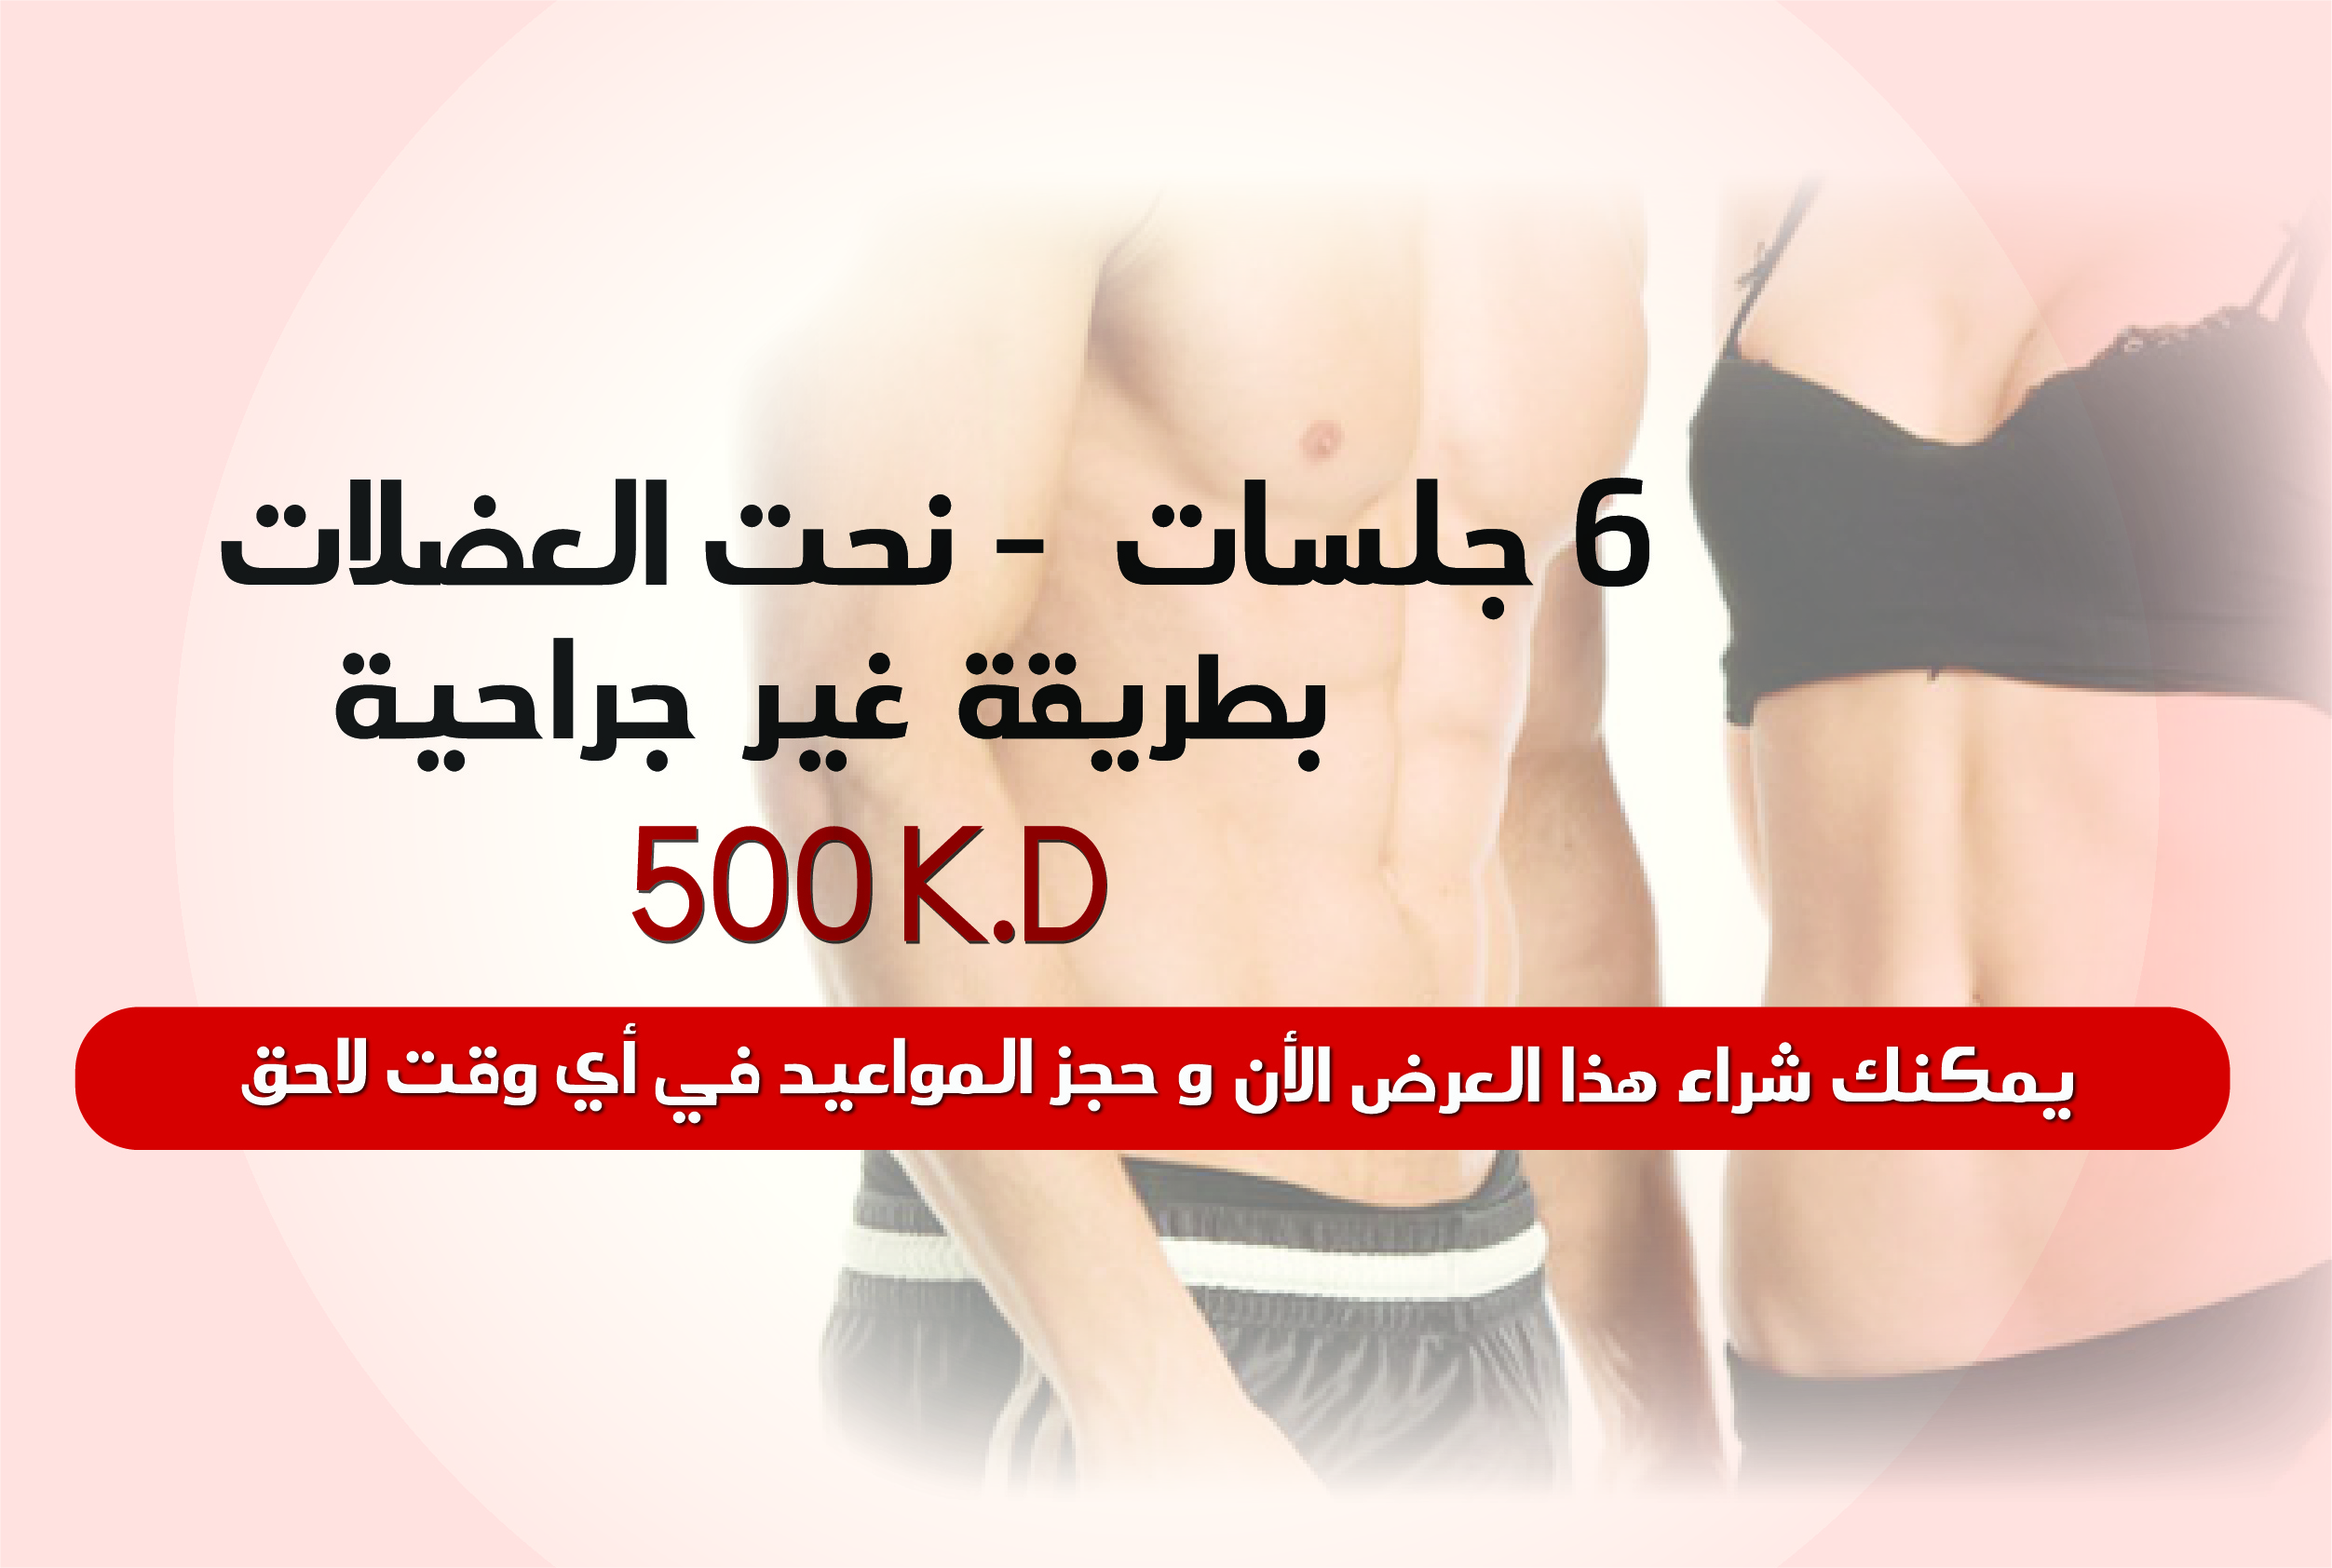 6 جلسات - نحت العضلات
بطريقة غير جراحية
500 K.D
يمكنك شراء هذا العرض الأن و حجز المواعيد في أي وقت لاحق